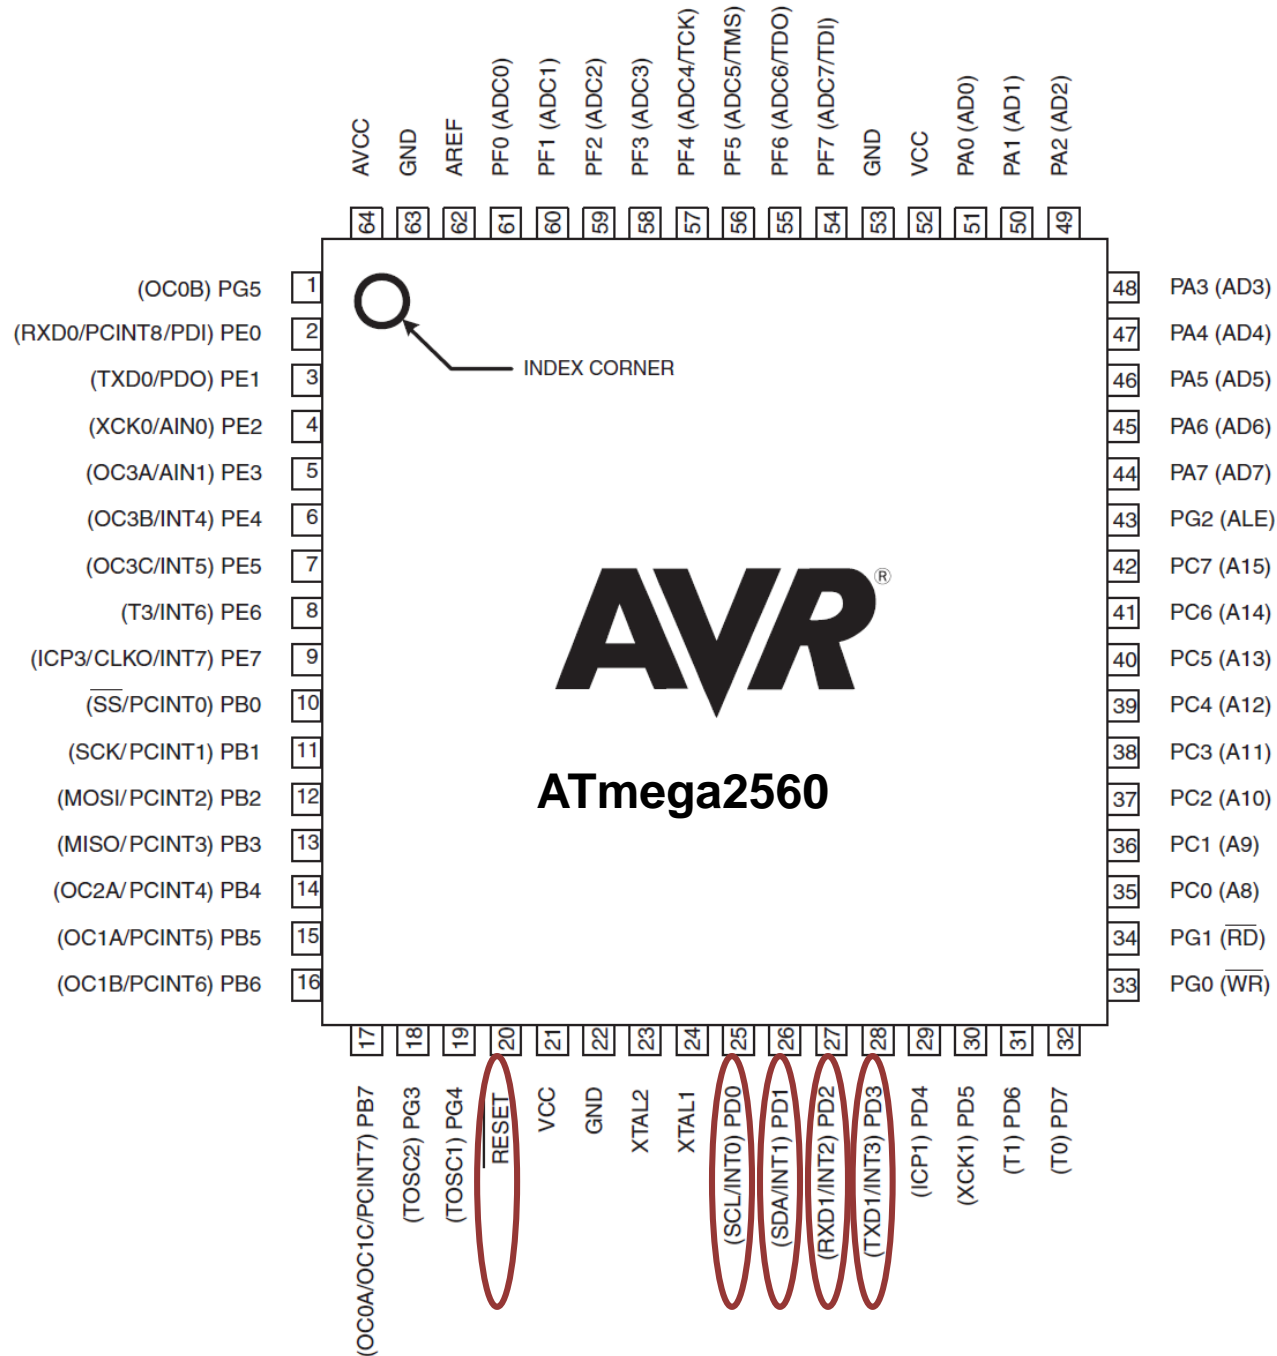 AVCC
GND
AREF
PF0 (ADC0)
PF1 (ADC1)
PF2 (ADC2)
PF3 (ADC3)
PF4 (ADC4/TCK)
PF5 (ADC5/TMS)
PF6 (ADC6/TDO)
PF7 (ADC7/TDI)
GND
VCC
PA0 (AD0)
PA1 (AD1)
PA2 (AD2)
64
63
62
61
60
59
58
57
56
55
54
53
52
51
50
49
(OC0B) PG5 1
(RXD0/PCINT8/PDI) PE0 2
(TXD0/PDO) PE1 3
(XCK0/AIN0) PE2 4
(OC3A/AIN1) PE3 5
(OC3B/INT4) PE4 6
(OC3C/INT5) PE5 7
(T3/INT6) PE6 8
(ICP3/CLKO/INT7) PE7 9
(SS/PCINT0) PB0 10
(SCK/PCINT1) PB1 11
(MOSI/PCINT2) PB2 12
(MISO/PCINT3) PB3 13
(OC2A/PCINT4) PB4 14
(OC1A/PCINT5) PB5 15
(OC1B/PCINT6) PB6 16
INDEX CORNER
AVR®
ATmega2560
48 PA3 (AD3)
47 PA4 (AD4)
46 PA5 (AD5)
45 PA6 (AD6)
44 PA7 (AD7)
43 PG2 (ALE)
42 PC7 (A15)
41 PC6 (A14)
40 PC5 (A13)
39 PC4 (A12)
38 PC3 (A11)
37 PC2 (A10)
36 PC1 (A9)
35 PC0 (A8)
34 PG1 (RD)
33 PG0 (WR)
17
18
19
20
21
22
23
24
25
26
27
28
29
30
31
32
(OC0A/OC1C/PCINT7) PB7
(TOSC2) PG3
(TOSC1) PG4
RESET
VCC
GND
XTAL2
XTAL1
(SCL/INT0) PD0
(SDA/INT1) PD1
(RXD1/INT2) PD2
(TXD1/INT3) PD3
(ICP1) PD4
(XCK1) PD5
(T1) PD6
(T0) PD7